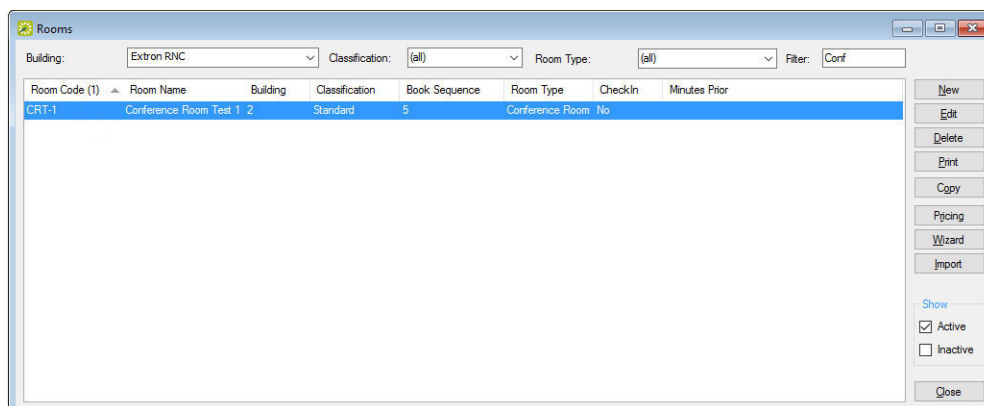 Rooms
Building: Extron RNC Classification: (all) Room Type: (all) Filter: Conf
Room Code (1) Room Name Building Classification Book Sequence Room Type CheckIn Minutes Prior
CRT-1 Conference Room Test 1 2 Standard 5 Conference Room No
New
Edit
Delete
Print
Copy
Pricing
Wizard
Import
Show
Active
Inactive
Close